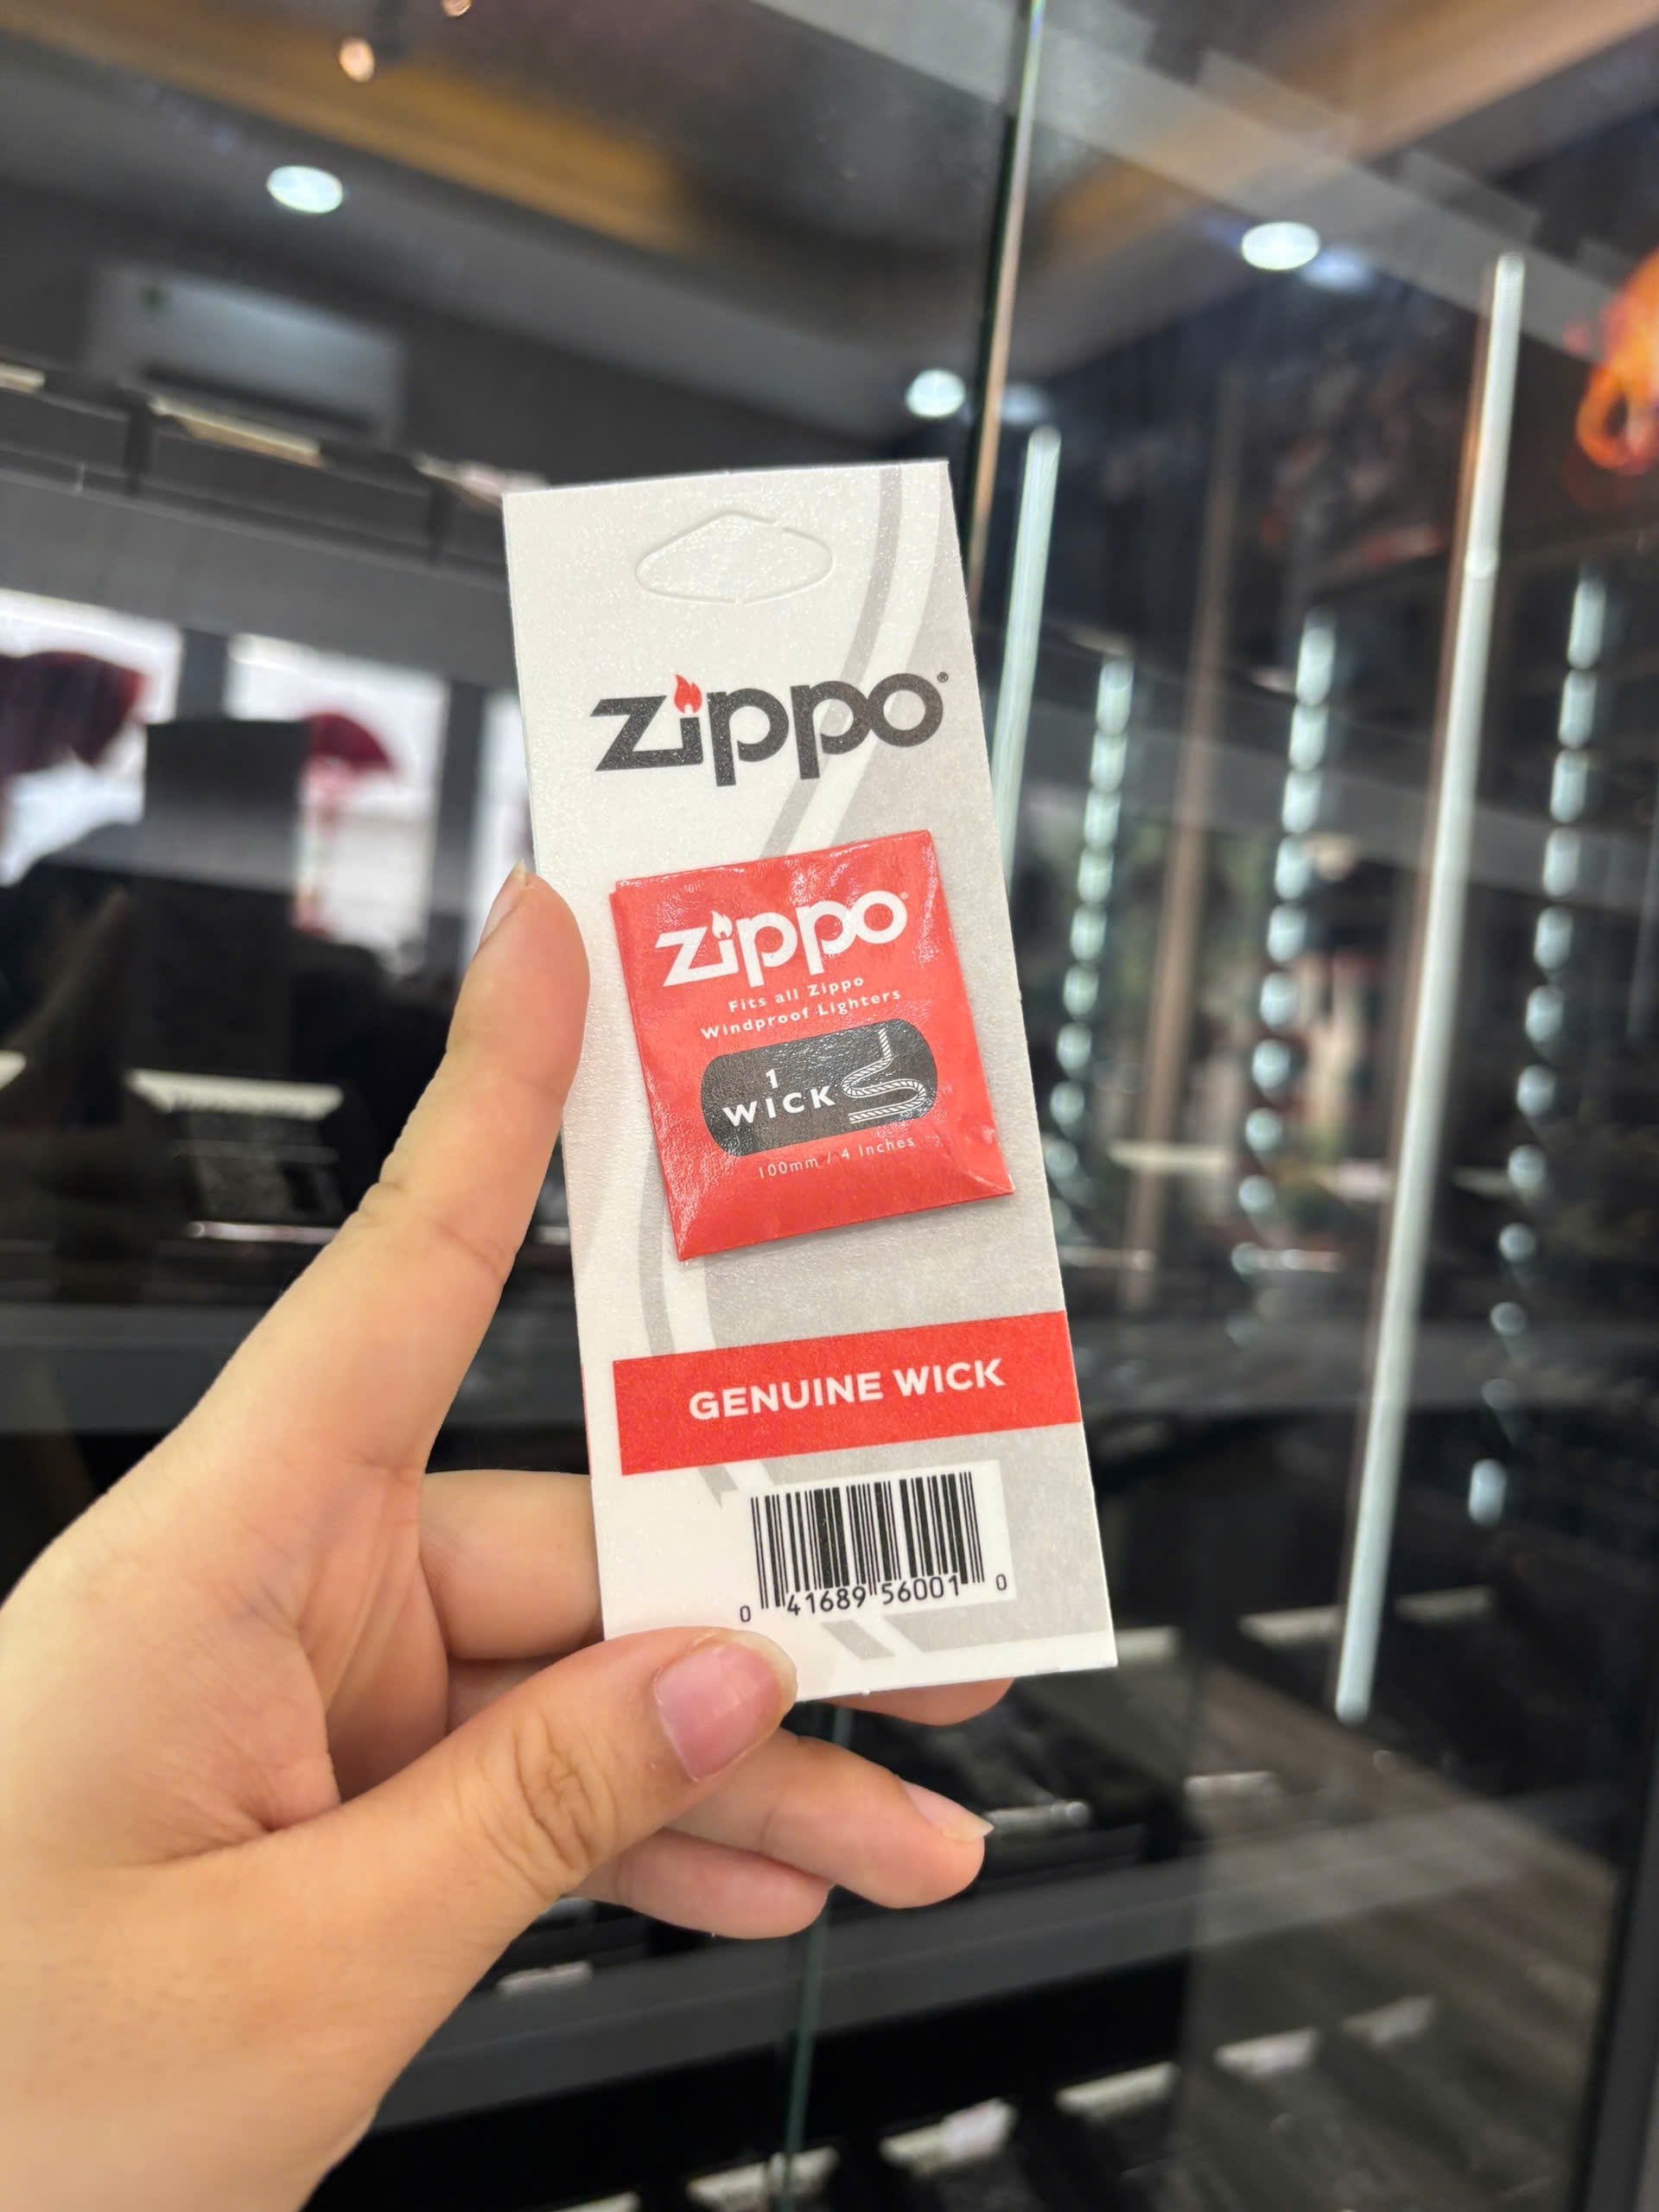 zippo®
zippo®
Fits all Zippo
Windproof Lighters
1
WICK
100mm / 4 Inches
GENUINE WICK
0 41689 56001 0